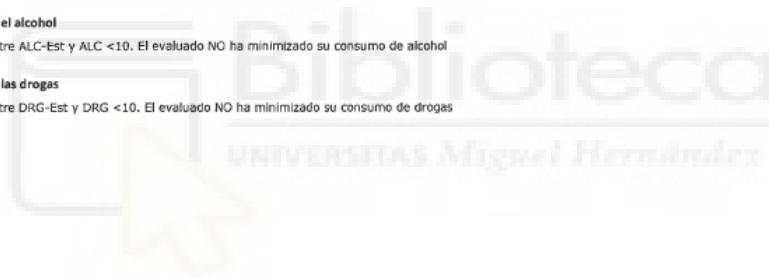 el alcohol
tre ALC-Est y ALC <10. El evaluado NO ha minimizado su consumo de alcohol
las drogas
tre DRG-Est y DRG <10. El evaluado NO ha minimizado su consumo de drogas
Biblioteca
UNIVERSITAS Miguel Hernández